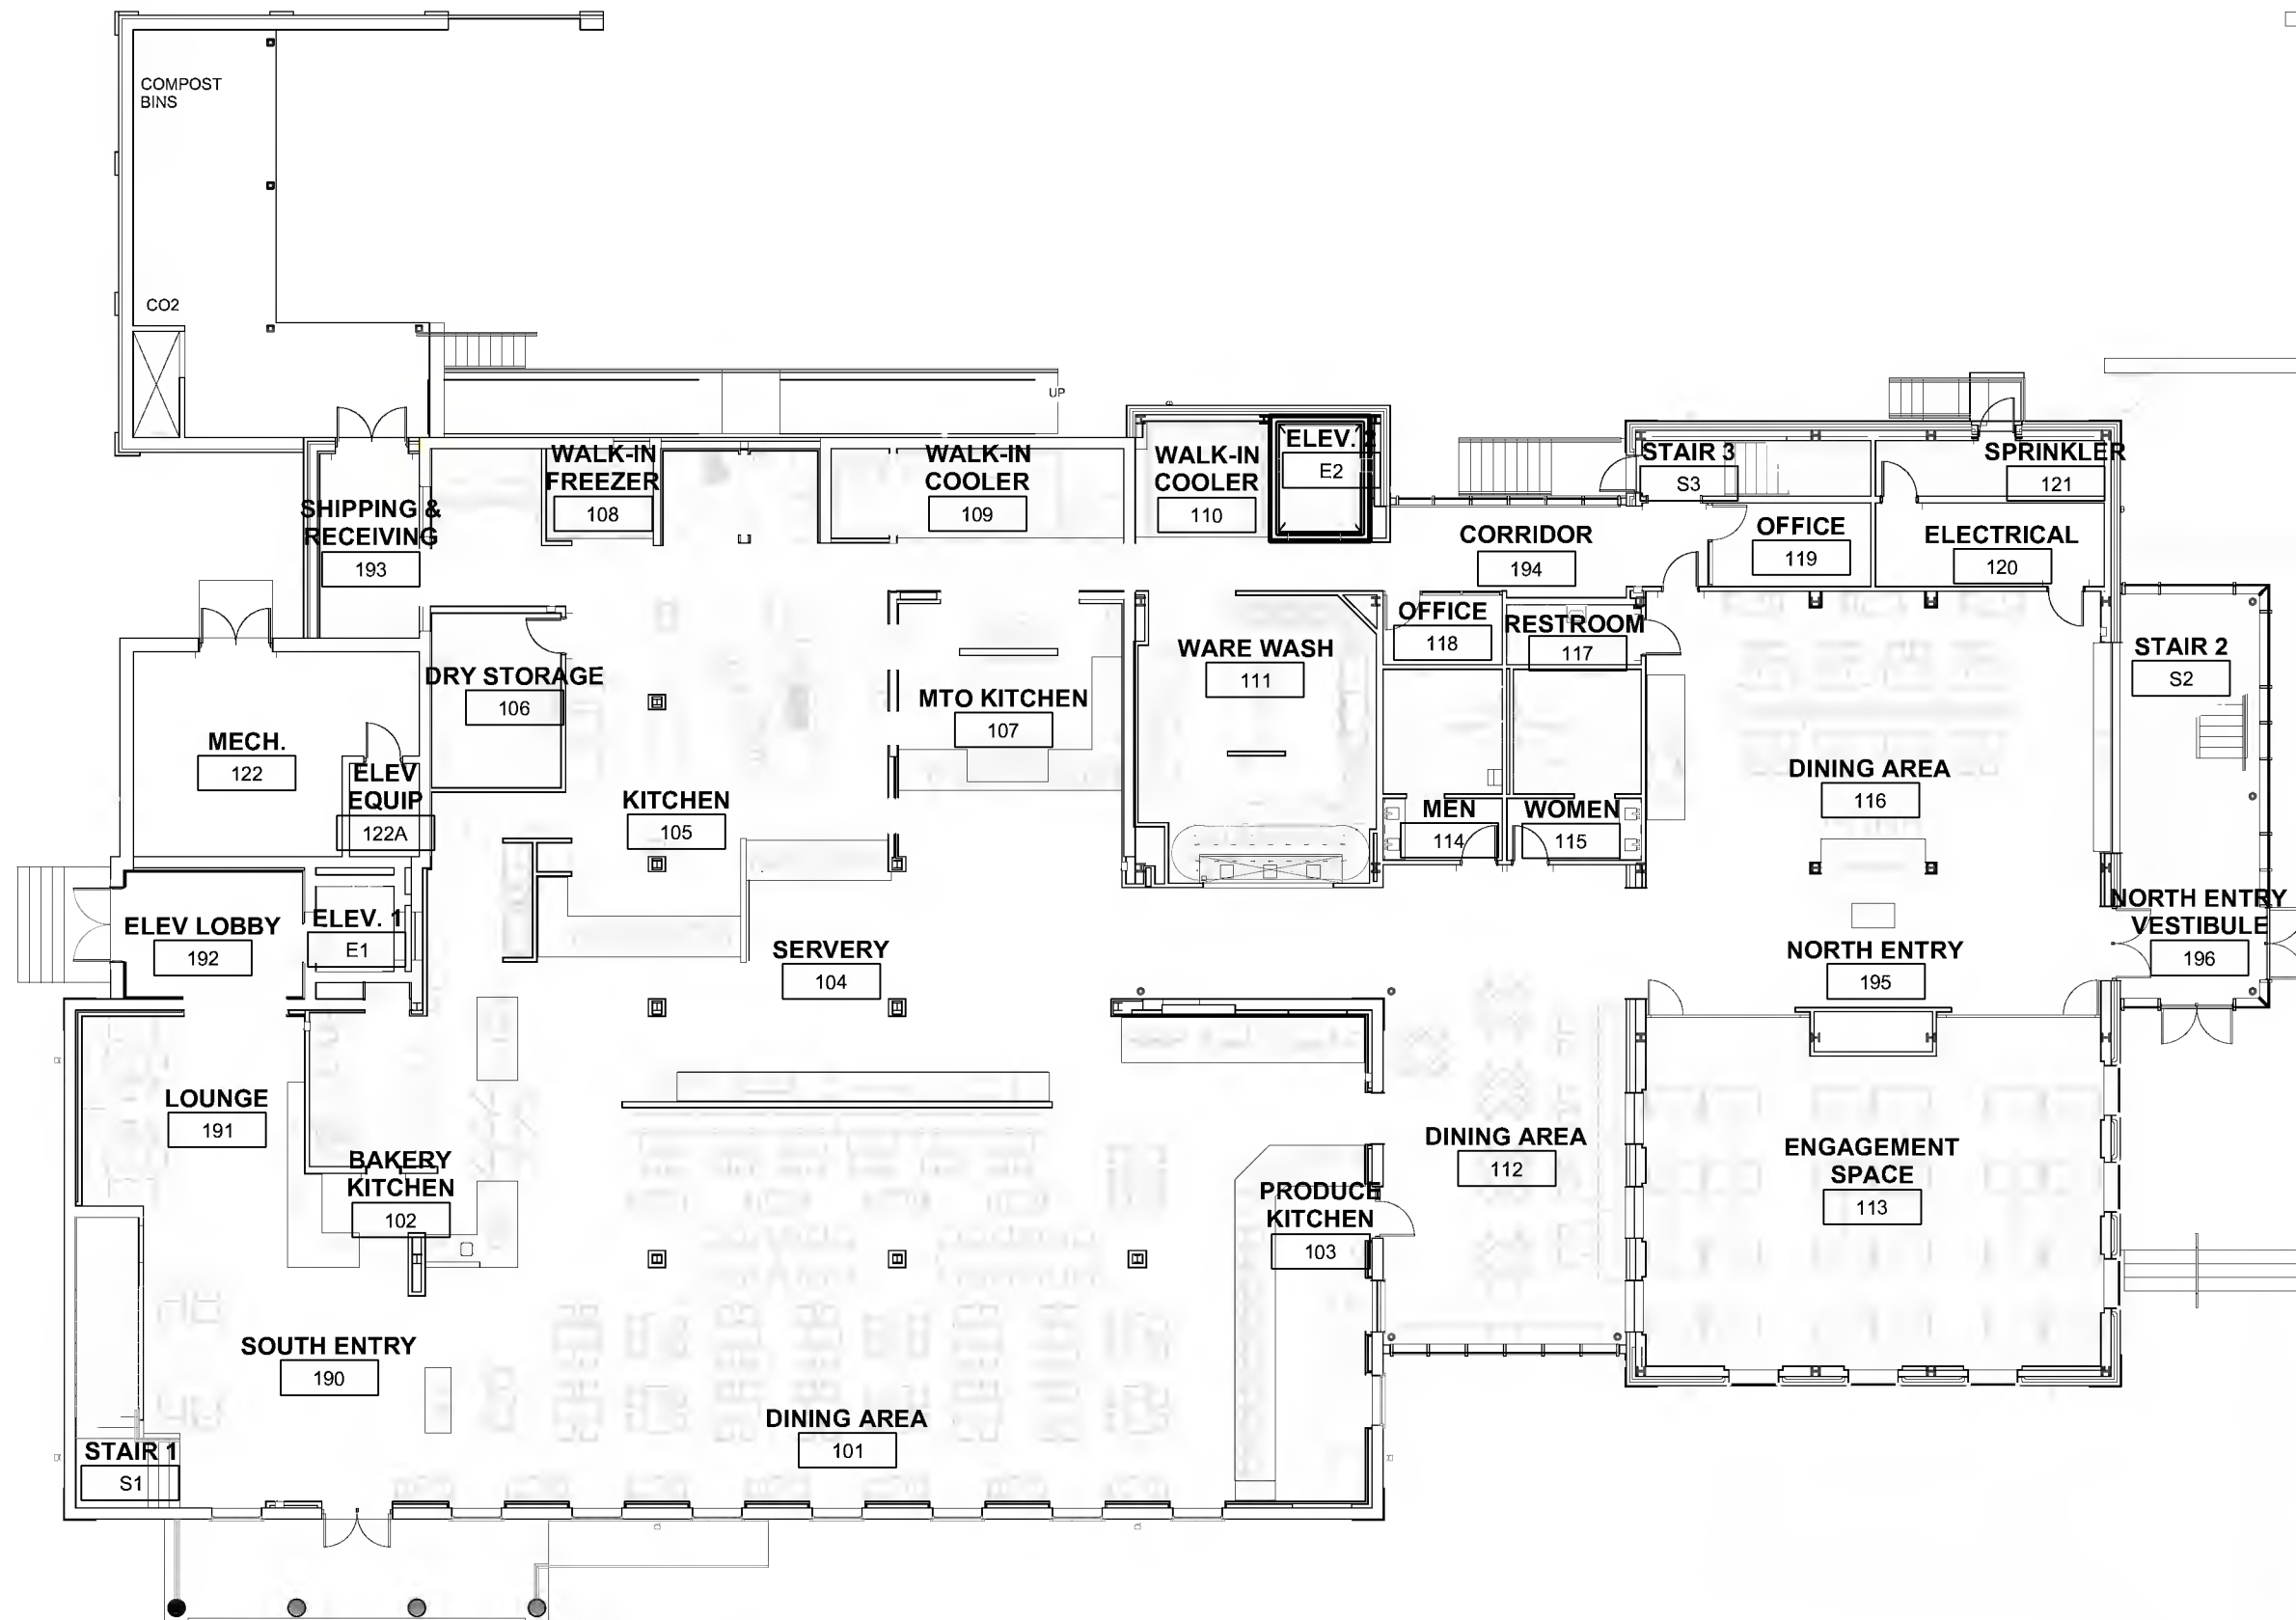 COMPOST
BINS
CO2
UP
WALK-IN
FREEZER
108
WALK-IN
COOLER
109
WALK-IN
COOLER
110
ELEV. 2
E2
STAIR 3
S3
SPRINKLER
121
SHIPPING &
RECEIVING
193
CORRIDOR
194
OFFICE
119
ELECTRICAL
120
OFFICE
118
RESTROOM
117
DRY STORAGE
106
MTO KITCHEN
107
WARE WASH
111
STAIR 2
S2
MECH.
122
ELEV
EQUIP
122A
KITCHEN
105
MEN
114
WOMEN
115
DINING AREA
116
ELEV LOBBY
192
ELEV. 1
E1
SERVERY
104
NORTH ENTRY
195
NORTH ENTRY
VESTIBULE
196
LOUNGE
191
BAKERY
KITCHEN
102
PRODUCE
KITCHEN
103
DINING AREA
112
ENGAGEMENT
SPACE
113
SOUTH ENTRY
190
DINING AREA
101
STAIR 1
S1